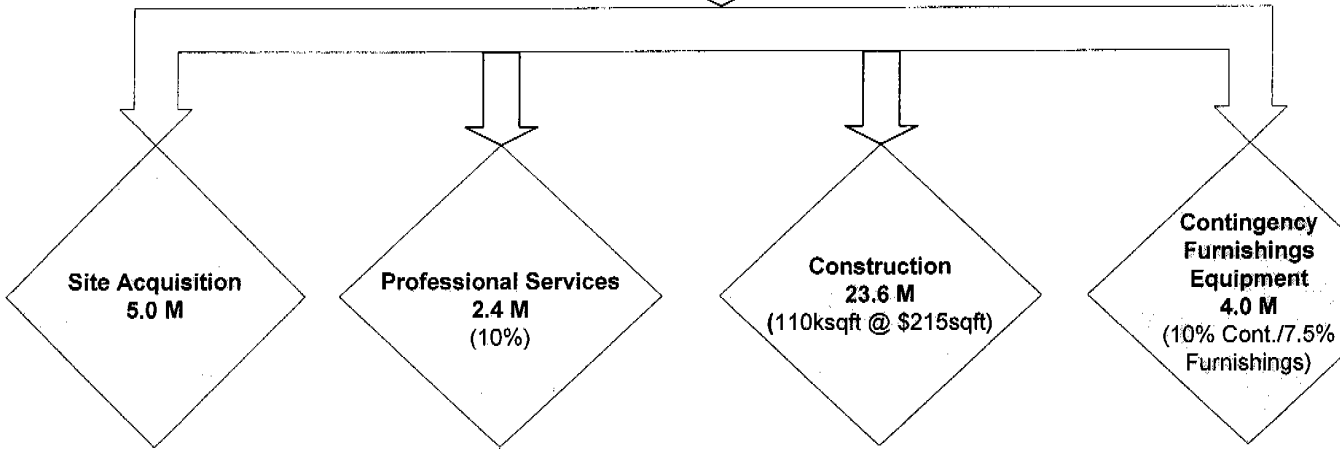 Site Acquisition
5.0 M
Professional Services
2.4 M
(10%)
Construction
23.6 M
(110ksqft @ $215sqft)
Contingency
Furnishings
Equipment
4.0 M
(10% Cont./7.5%
Furnishings)